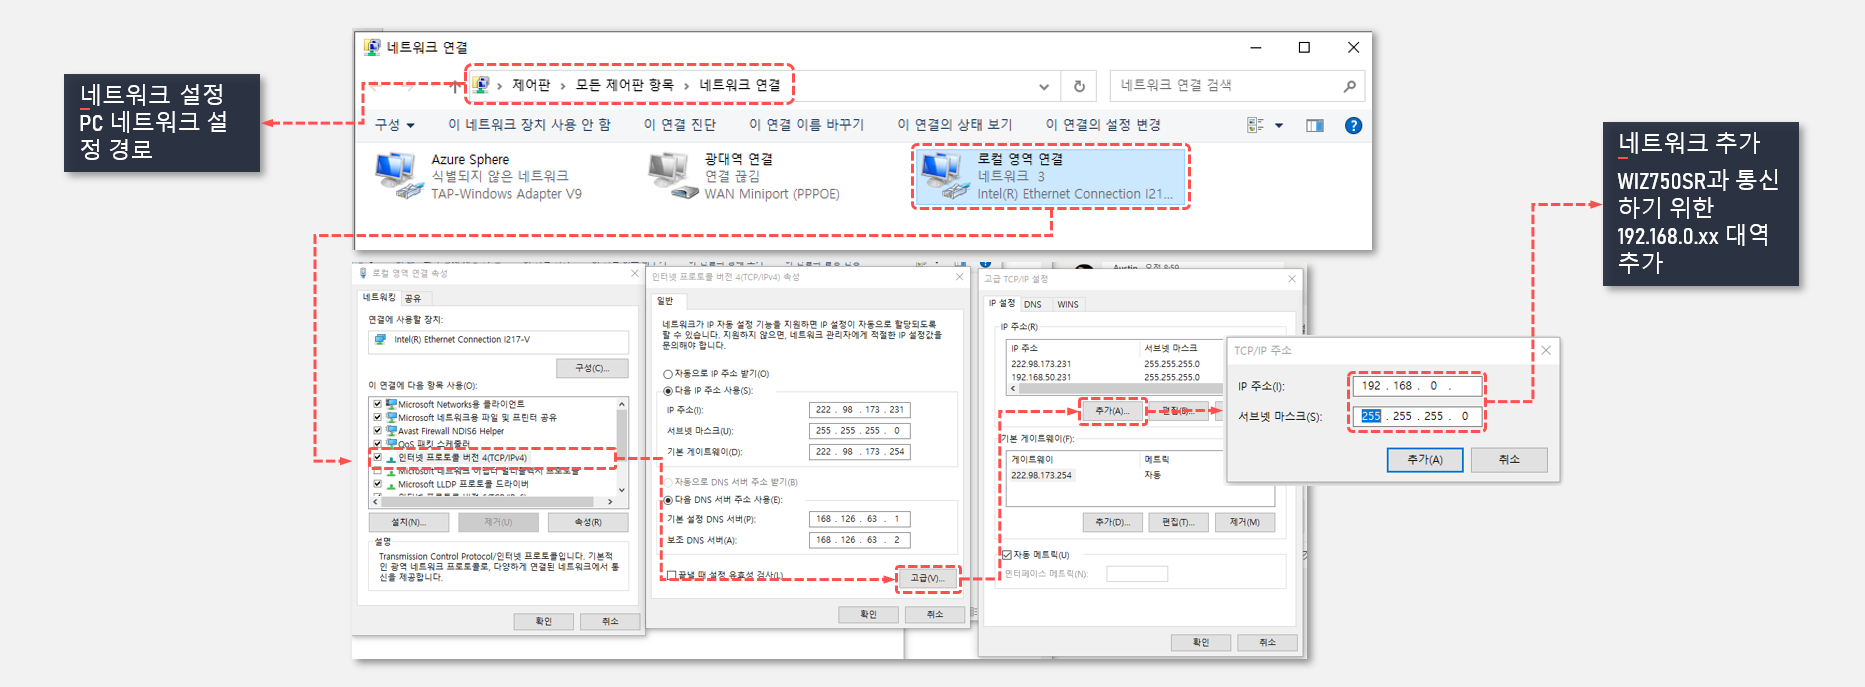 네트워크 연결
제어판 › 모든 제어판 항목 › 네트워크 연결
네트워크 연결 검색
구성
이 네트워크 장치 사용 안 함
이 연결 진단
이 연결 이름 바꾸기
이 연결의 상태 보기
이 연결의 설정 변경
Azure Sphere
식별되지 않은 네트워크
TAP-Windows Adapter V9
광대역 연결
연결 끊김
WAN Miniport (PPPOE)
로컬 영역 연결
네트워크 3
Intel(R) Ethernet Connection I21...
네트워크 설정
PC 네트워크 설
정 경로
네트워크 추가
WIZ750SR과 통신
하기 위한
192.168.0.xx 대역
추가
로컬 영역 연결 속성
네트워킹
공유
연결에 사용할 장치:
Intel(R) Ethernet Connection I217-V
구성(C)...
이 연결에 다음 항목 사용(O):
Microsoft Networks용 클라이언트
Microsoft 네트워크용 파일 및 프린터 공유
Avast Firewall NDIS6 Helper
QoS 패킷 스케줄러
인터넷 프로토콜 버전 4(TCP/IPv4)
Microsoft 네트워크 어댑터 멀티플렉서 프로토콜
Microsoft LLDP 프로토콜 드라이버
설치(N)...
제거(U)
속성(R)
설명
Transmission Control Protocol/인터넷 프로토콜입니다. 기본적
인 광역 네트워크 프로토콜로, 다양하게 연결된 네트워크에서 통
신을 제공합니다.
확인
취소
인터넷 프로토콜 버전 4(TCP/IPv4) 속성
일반
네트워크가 IP 자동 설정 기능을 지원하면 IP 설정이 자동으로 할당되도록
할 수 있습니다. 지원하지 않으면, 네트워크 관리자에게 적절한 IP 설정값을
문의해야 합니다.
자동으로 IP 주소 받기(O)
다음 IP 주소 사용(S):
IP 주소(I):
222 . 98 . 173 . 231
서브넷 마스크(U):
255 . 255 . 255 . 0
기본 게이트웨이(D):
222 . 98 . 173 . 254
자동으로 DNS 서버 주소 받기(B)
다음 DNS 서버 주소 사용(E):
기본 설정 DNS 서버(P):
168 . 126 . 63 . 1
보조 DNS 서버(A):
168 . 126 . 63 . 2
끝낼 때 설정 유효성 검사(L)
고급(V)...
확인
취소
Austin 오전 8:59
고급 TCP/IP 설정
IP 설정
DNS
WINS
IP 주소(R)
IP 주소
서브넷 마스크
222.98.173.231
255.255.255.0
192.168.50.231
255.255.255.0
추가(A)...
편집(E)...
기본 게이트웨이(F):
게이트웨이
메트릭
222.98.173.254
자동
추가(D)...
편집(T)...
제거(M)
자동 메트릭(U)
인터페이스 메트릭(N):
확인
취소
TCP/IP 주소
IP 주소(I):
192 . 168 . 0 .
서브넷 마스크(S):
255 . 255 . 255 . 0
추가(A)
취소